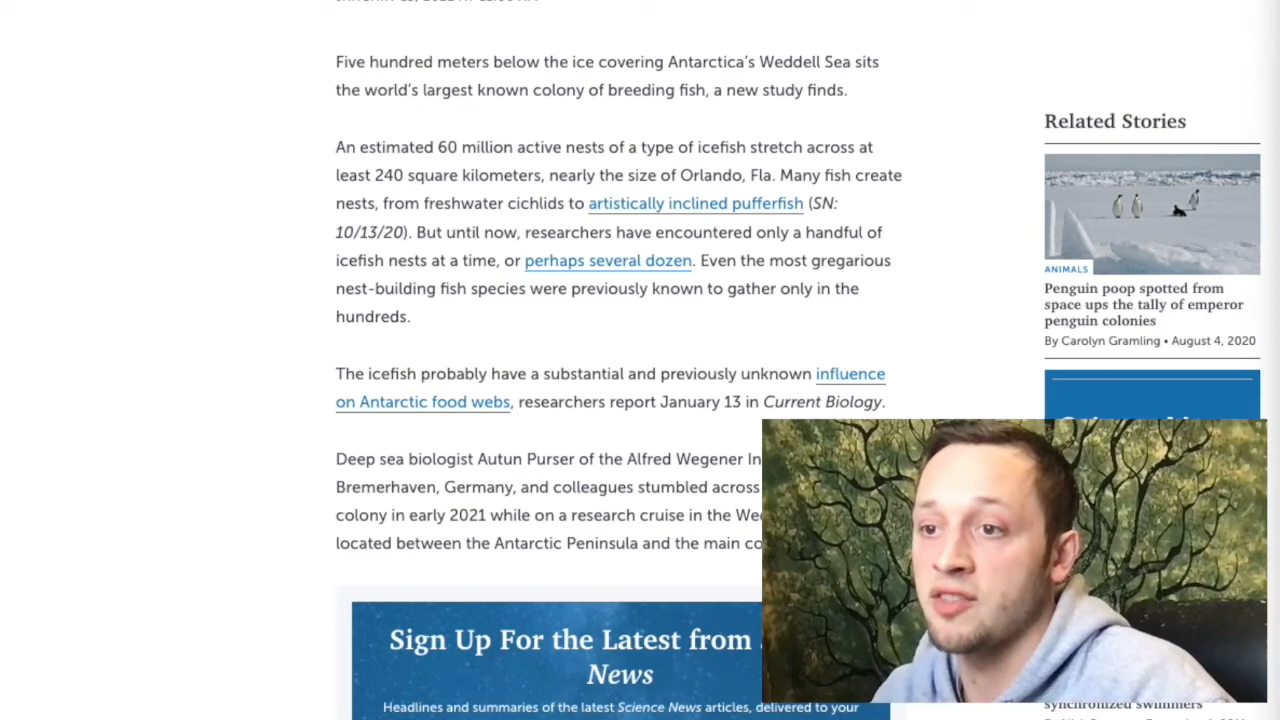 Five hundred meters below the ice covering Antarctica's Weddell Sea sits
the world's largest known colony of breeding fish, a new study finds.
An estimated 60 million active nests of a type of icefish stretch across at
least 240 square kilometers, nearly the size of Orlando, Fla. Many fish create
nests, from freshwater cichlids to artistically inclined pufferfish (SN:
10/13/20). But until now, researchers have encountered only a handful of
icefish nests at a time, or perhaps several dozen. Even the most gregarious
nest-building fish species were previously known to gather only in the
hundreds.
The icefish probably have a substantial and previously unknown influence
on Antarctic food webs, researchers report January 13 in Current Biology.
Deep sea biologist Autun Purser of the Alfred Wegener In
Bremerhaven, Germany, and colleagues stumbled across
colony in early 2021 while on a research cruise in the We
located between the Antarctic Peninsula and the main co
Sign Up For the Latest from
News
Headlines and summaries of the latest Science News articles, delivered to your
Related Stories
ANIMALS
Penguin poop spotted from
space ups the tally of emperor
penguin colonies
By Carolyn Gramling • August 4, 2020
synchronized swimmers